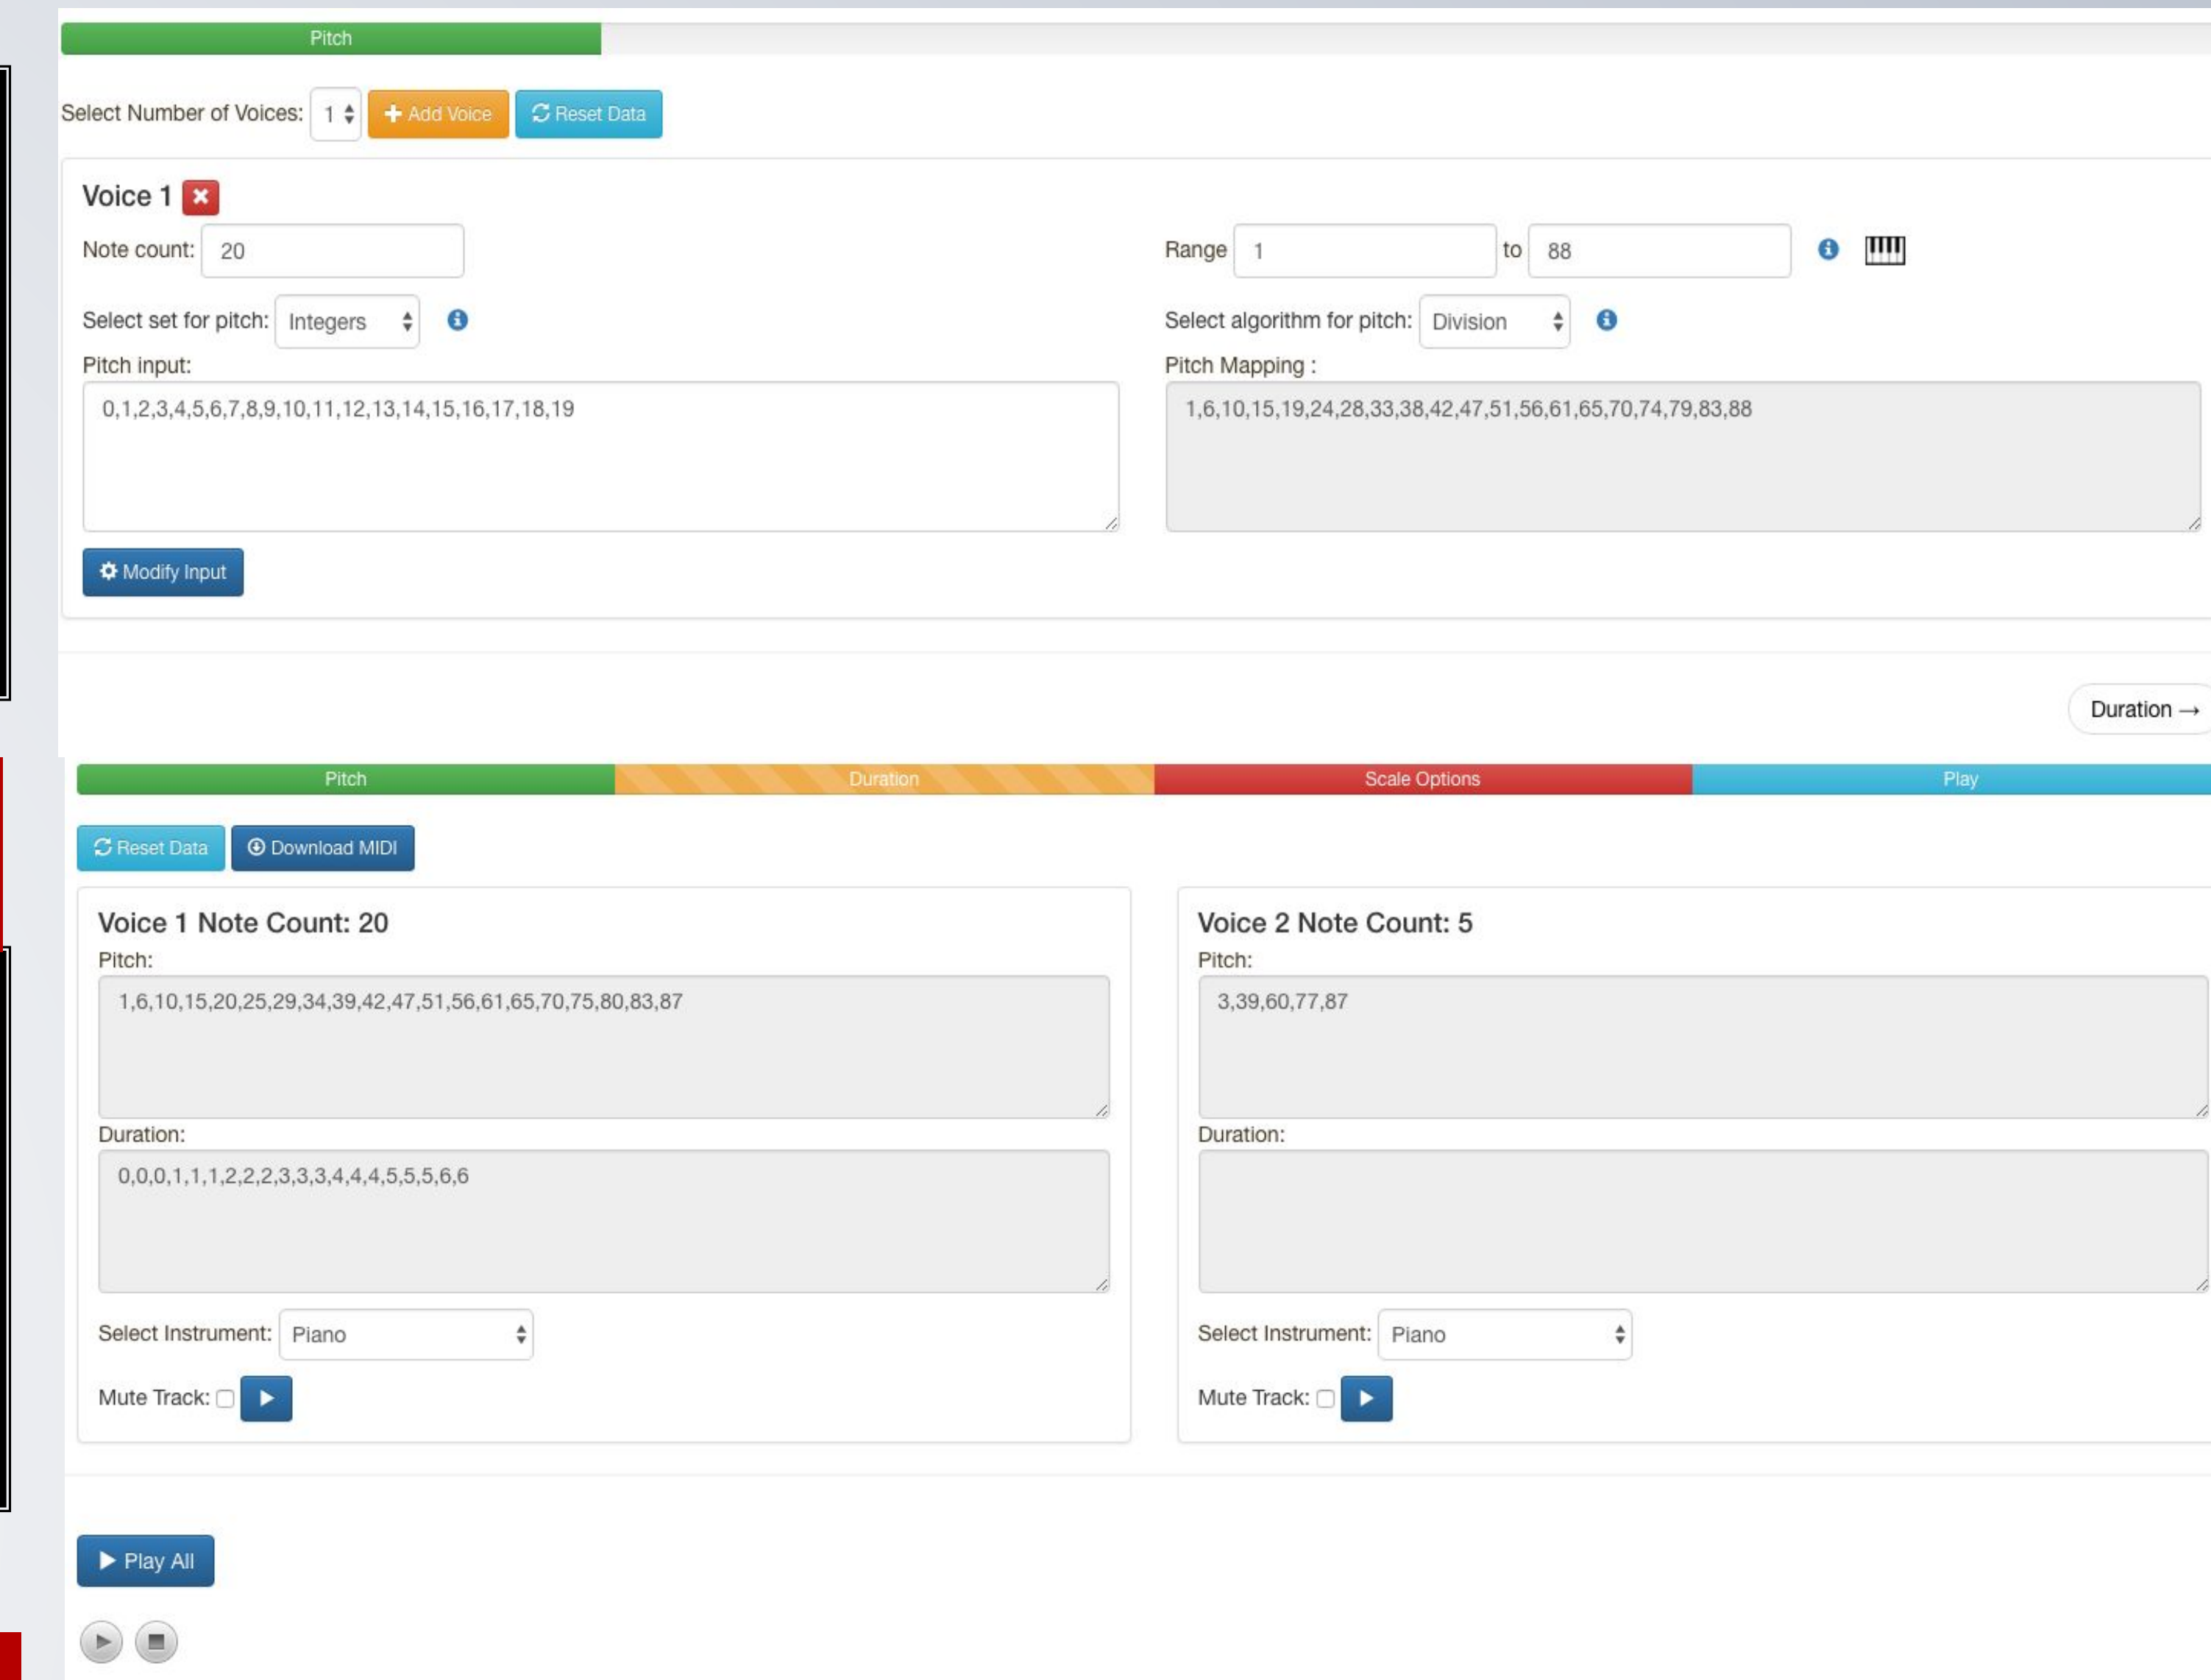 Pitch
Select Number of Voices: 1 Add Voice Reset Data
Voice 1
Note count: 20 Range 1 to 88
Select set for pitch: Integers Select algorithm for pitch: Division
Pitch input: Pitch Mapping :
0,1,2,3,4,5,6,7,8,9,10,11,12,13,14,15,16,17,18,19 1,6,10,15,19,24,28,33,38,42,47,51,56,61,65,70,74,79,83,88
Modify Input
Duration →
Pitch Duration Scale Options Play
Reset Data Download MIDI
Voice 1 Note Count: 20 Voice 2 Note Count: 5
Pitch: Pitch:
1,6,10,15,20,25,29,34,39,42,47,51,56,61,65,70,75,80,83,87 3,39,60,77,87
Duration: Duration:
0,0,0,1,1,1,2,2,2,3,3,3,4,4,4,5,5,5,6,6
Select Instrument: Piano Select Instrument: Piano
Mute Track: Mute Track:
Play All